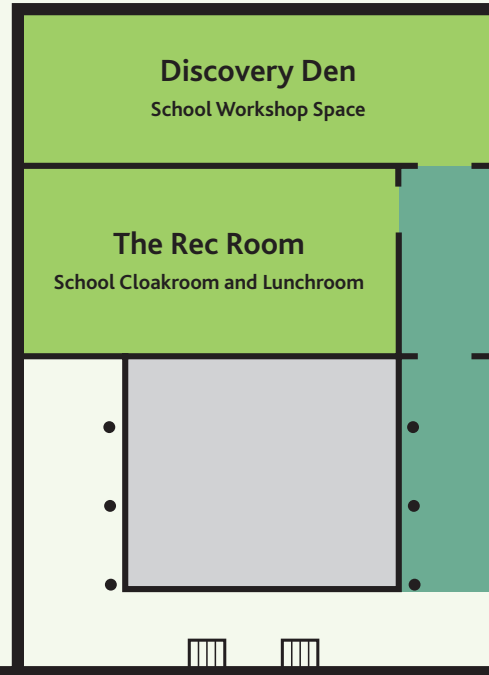 Discovery Den
School Workshop Space
The Rec Room
School Cloakroom and Lunchroom